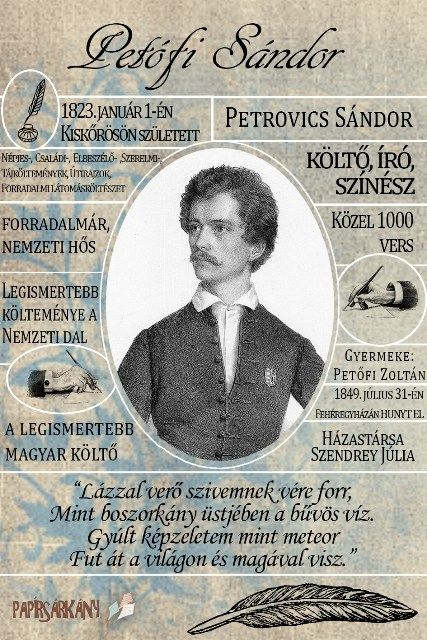 Petőfi Sándor
1823. január 1-én
Kiskőrösön született
Petrovics Sándor
Népies-, Családi-, Elbeszélő- ,Szerelmi-,
Tájköltemények, Útirajzok,
Forradalmi látomásköltészet
költő, író,
színész
forradalmár,
nemzeti hős
Közel 1000
vers
Legismertebb
költeménye a
Nemzeti dal
Gyermeke:
Petőfi Zoltán
1849. július 31-én
Fehéregyházán hunyt el
a legismertebb
magyar költő
Házastársa
Szendrey Júlia
“Lázzal verő szivemnek vére forr,
Mint boszorkány üstjében a bűvös víz.
Gyúlt képzeletem mint meteor
Fut át a világon és magával visz.”
PAPÍRSÁRKÁNY